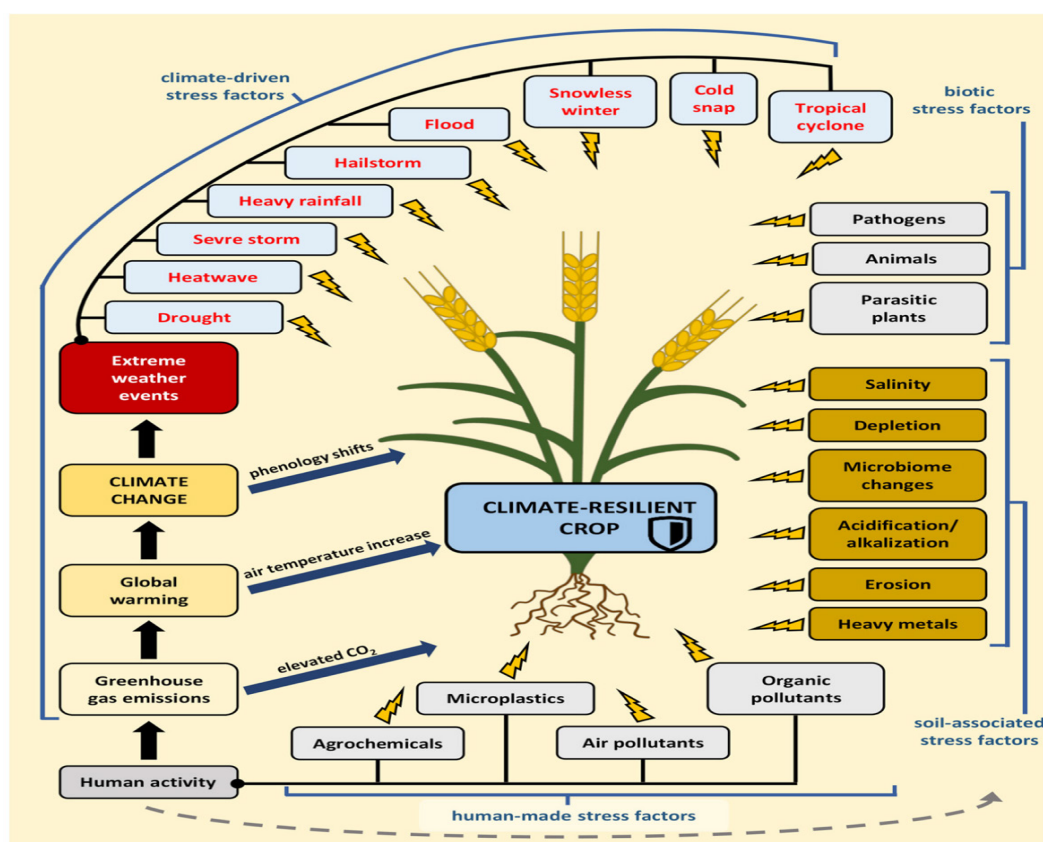 climate-driven
stress factors
Snowless
winter
Cold
snap
Tropical
cyclone
biotic
stress factors
Flood
Hailstorm
Heavy rainfall
Sevre storm
Heatwave
Drought
Pathogens
Animals
Parasitic
plants
Extreme
weather
events
CLIMATE
CHANGE
Global
warming
Greenhouse
gas emissions
Human activity
phenology shifts
air temperature increase
elevated CO₂
CLIMATE-RESILIENT
CROP
Salinity
Depletion
Microbiome
changes
Acidification/
alkalization
Erosion
Heavy metals
soil-associated
stress factors
Microplastics
Organic
pollutants
Agrochemicals
Air pollutants
human-made stress factors